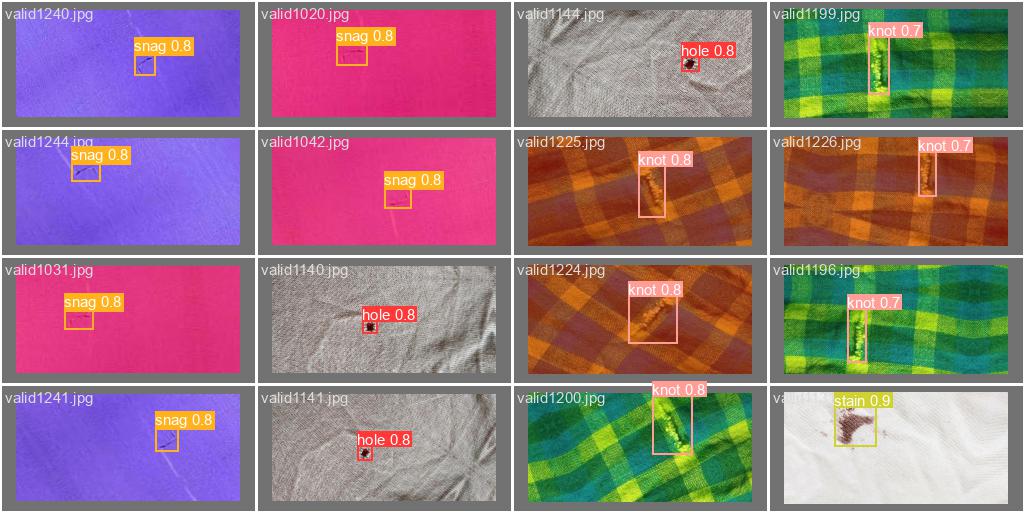 valid1240.jpg
snag 0.8
valid1020.jpg
snag 0.8
valid1144.jpg
hole 0.8
valid1199.jpg
knot 0.7
valid1244.jpg
snag 0.8
valid1042.jpg
snag 0.8
valid1225.jpg
knot 0.8
valid1226.jpg
knot 0.7
valid1031.jpg
snag 0.8
valid1140.jpg
hole 0.8
valid1224.jpg
knot 0.8
valid1196.jpg
knot 0.7
valid1241.jpg
snag 0.8
valid1141.jpg
hole 0.8
valid1200.jpg
knot 0.8
stain 0.9